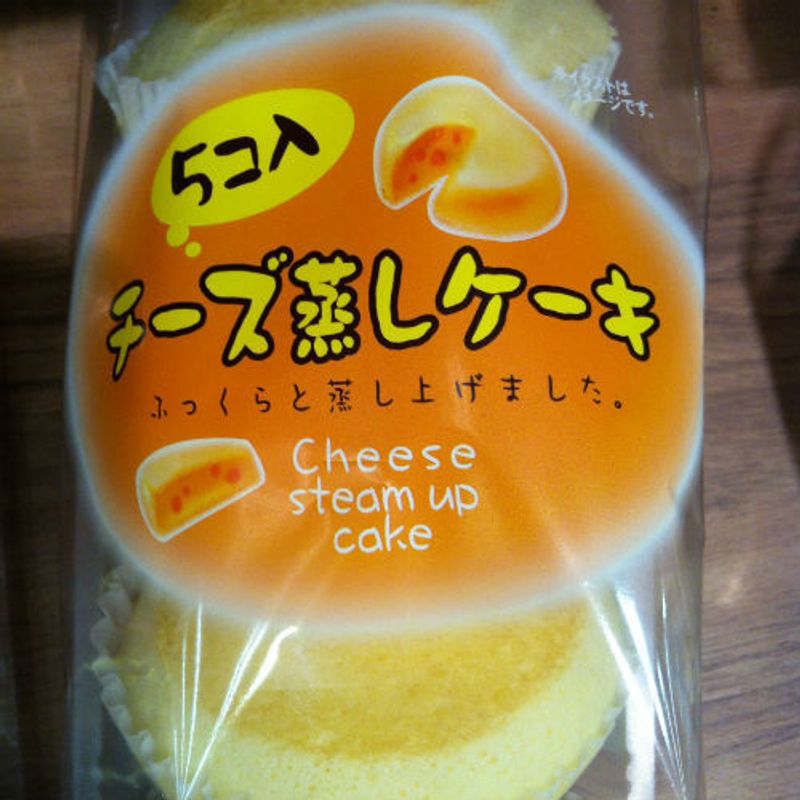 ※イラストは
イメージです。
5コ入
チーズ蒸しケーキ
ふっくらと蒸し上げました。
Cheese
steam up
cake